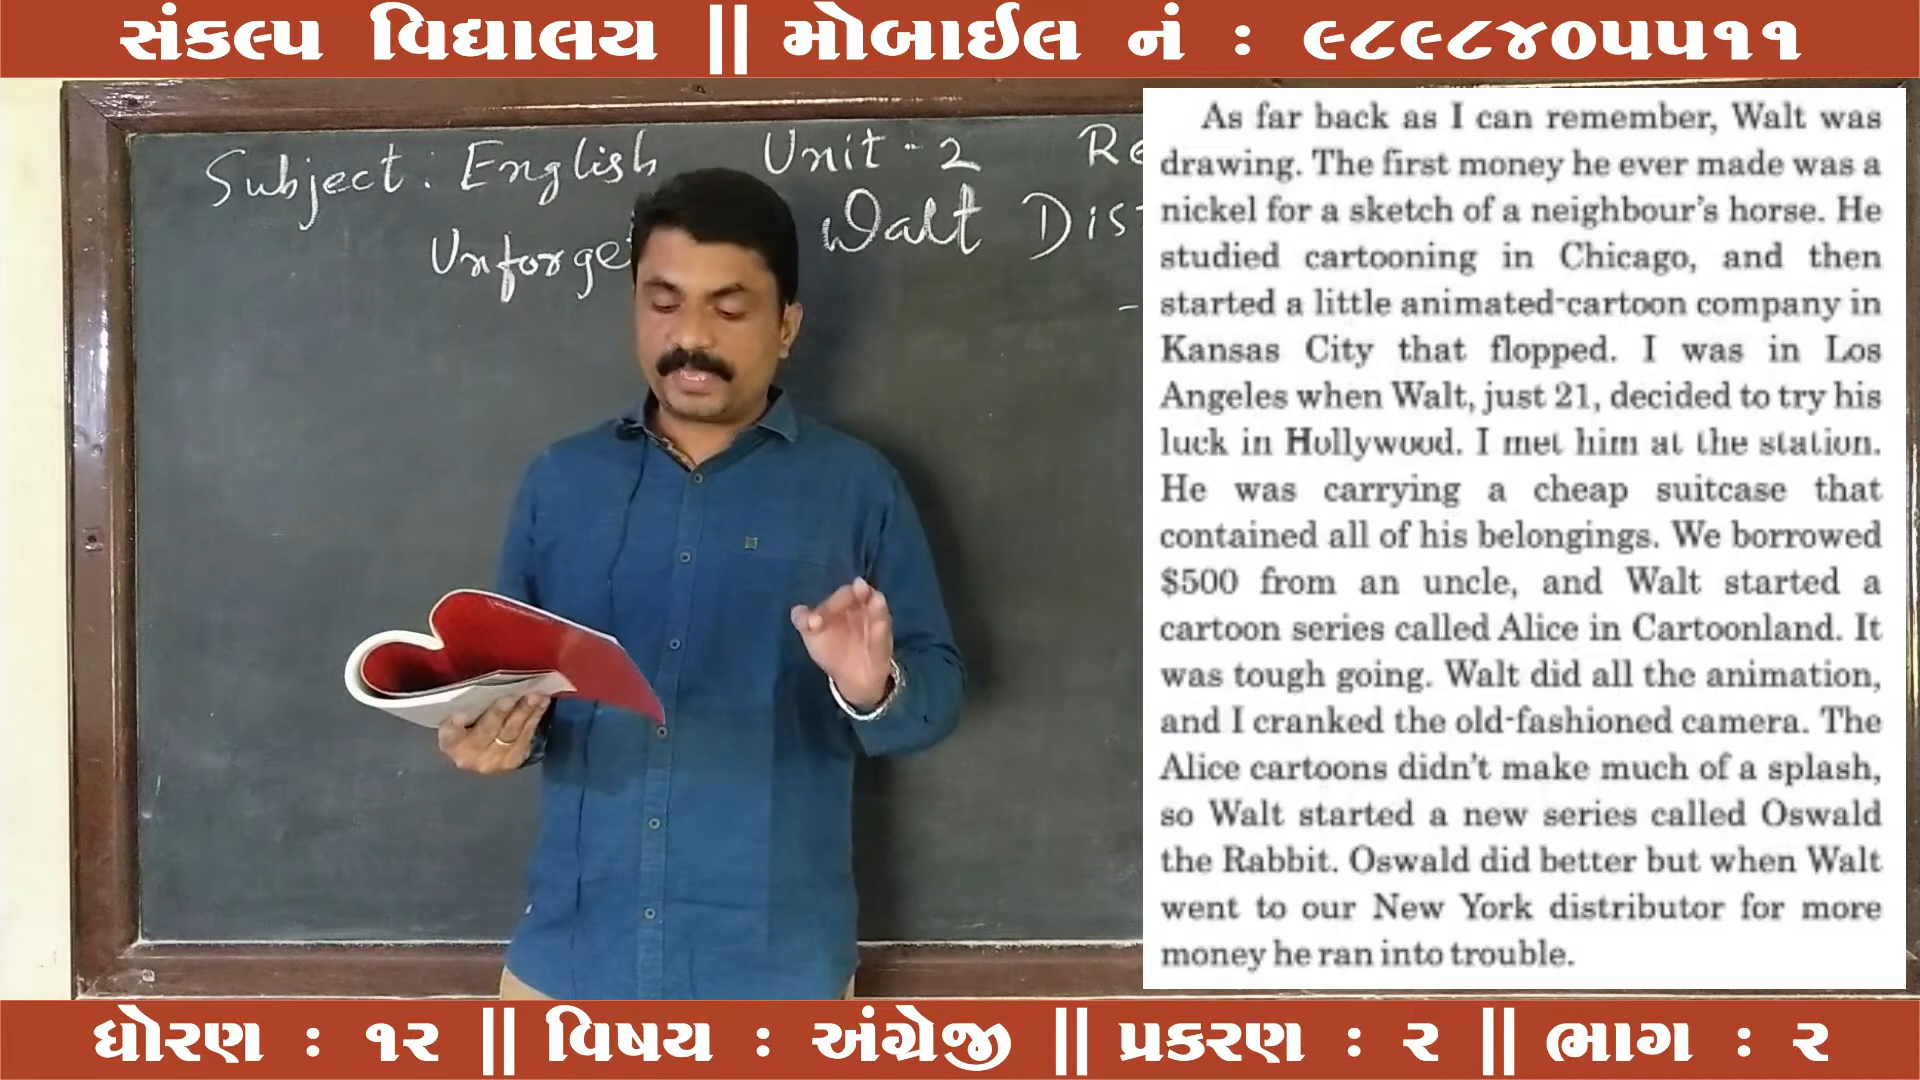 સંકલ્પ વિદ્યાલય || મોબાઈલ નં : ૯૮૯૮૪૦૫૫૧૧
Subject : English Unit - 2
Walt
As far back as I can remember, Walt was
drawing. The first money he ever made was a
nickel for a sketch of a neighbour's horse. He
studied cartooning in Chicago, and then
started a little animated-cartoon company in
Kansas City that flopped. I was in Los
Angeles when Walt, just 21, decided to try his
luck in Hollywood. I met him at the station.
He was carrying a cheap suitcase that
contained all of his belongings. We borrowed
$500 from an uncle, and Walt started a
cartoon series called Alice in Cartoonland. It
was tough going. Walt did all the animation,
and I cranked the old-fashioned camera. The
Alice cartoons didn't make much of a splash,
so Walt started a new series called Oswald
the Rabbit. Oswald did better but when Walt
went to our New York distributor for more
money he ran into trouble.
ધોરણ : ૧૨ || વિષય : અંગ્રેજી || પ્રકરણ : ૨ || ભાગ : ૨